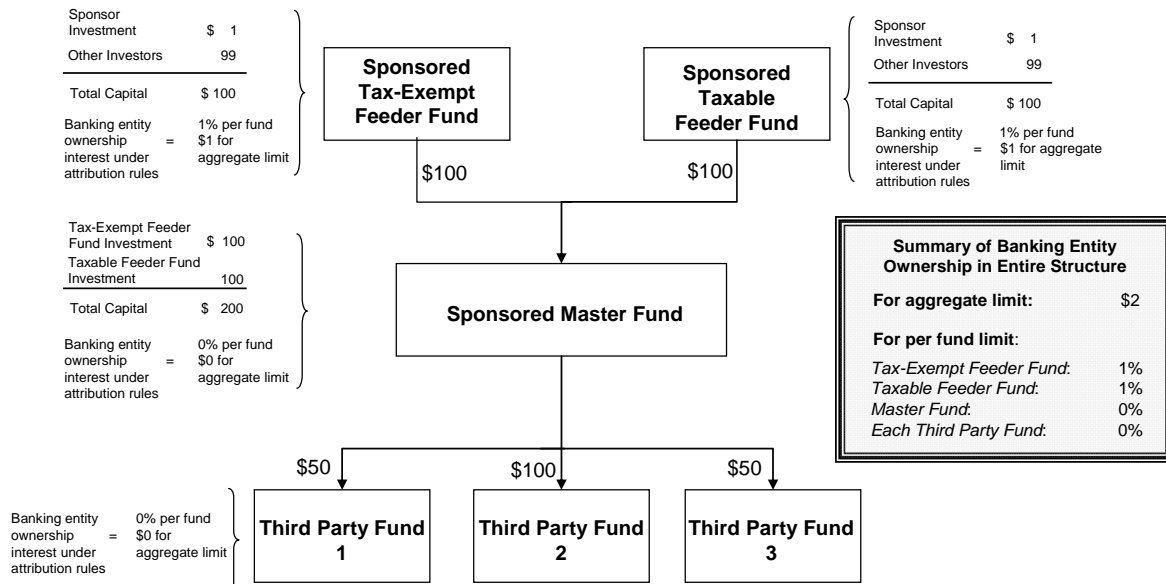 Sponsor
Investment $ 1
Other Investors 99
Total Capital $ 100
Banking entity
ownership
interest under
attribution rules
=
1% per fund
$1 for
aggregate limit
Sponsored
Tax-Exempt
Feeder Fund
Sponsored
Taxable
Feeder Fund
Sponsor
Investment $ 1
Other Investors 99
Total Capital $ 100
Banking entity
ownership
interest under
attribution rules
=
1% per fund
$1 for aggregate
limit
$100
$100
Tax-Exempt Feeder
Fund Investment $ 100
Taxable Feeder Fund
Investment 100
Total Capital $ 200
Banking entity
ownership
interest under
attribution rules
=
0% per fund
$0 for
aggregate limit
Sponsored Master Fund
Summary of Banking Entity
Ownership in Entire Structure
For aggregate limit: $2
For per fund limit:
Tax-Exempt Feeder Fund: 1%
Taxable Feeder Fund: 1%
Master Fund: 0%
Each Third Party Fund: 0%
$50
$100
$50
Banking entity
ownership
interest under
attribution rules
=
0% per fund
$0 for
aggregate limit
Third Party Fund
1
Third Party Fund
2
Third Party Fund
3